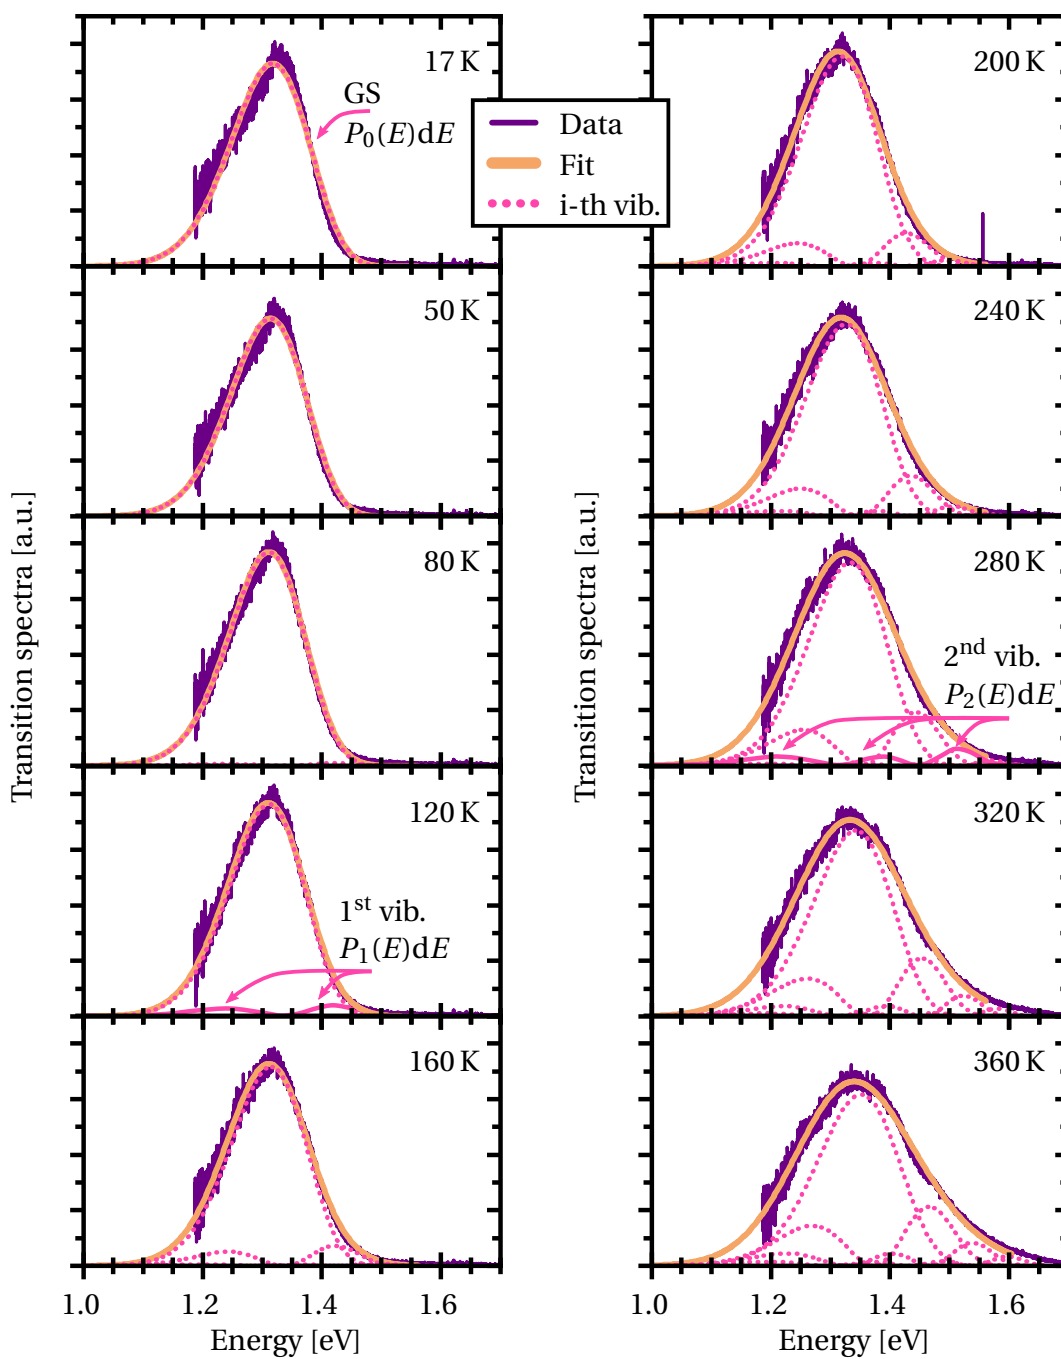 17 K
GS
P₀(E)dE
50 K
80 K
120 K
1ˢᵗ vib.
P₁(E)dE
160 K
Transition spectra [a.u.]
1.0 1.2 1.4 1.6
Energy [eV]
Data
Fit
i-th vib.
200 K
240 K
280 K
2ⁿᵈ vib.
P₂(E)dE
320 K
360 K
Transition spectra [a.u.]
1.0 1.2 1.4 1.6
Energy [eV]